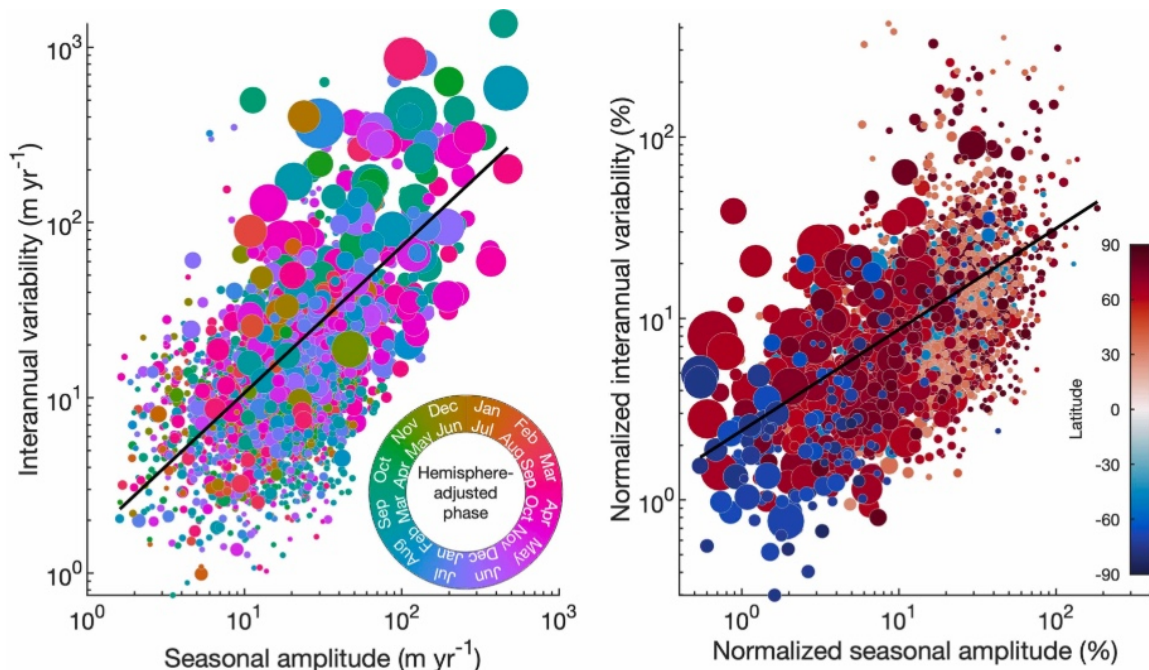 Interannual variability (m yr⁻¹)
10³
10²
10¹
10⁰
10⁰
10¹
10²
10³
Seasonal amplitude (m yr⁻¹)
Jan Feb Mar Apr May Jun Jul Aug Sep Oct Nov Dec
Jul Aug Sep Oct Nov Dec Jan Feb Mar Apr May Jun
Hemisphere-
adjusted
phase
Normalized interannual variability (%)
10²
10¹
10⁰
10⁰
10¹
10²
Normalized seasonal amplitude (%)
Latitude
90
60
30
0
-30
-60
-90